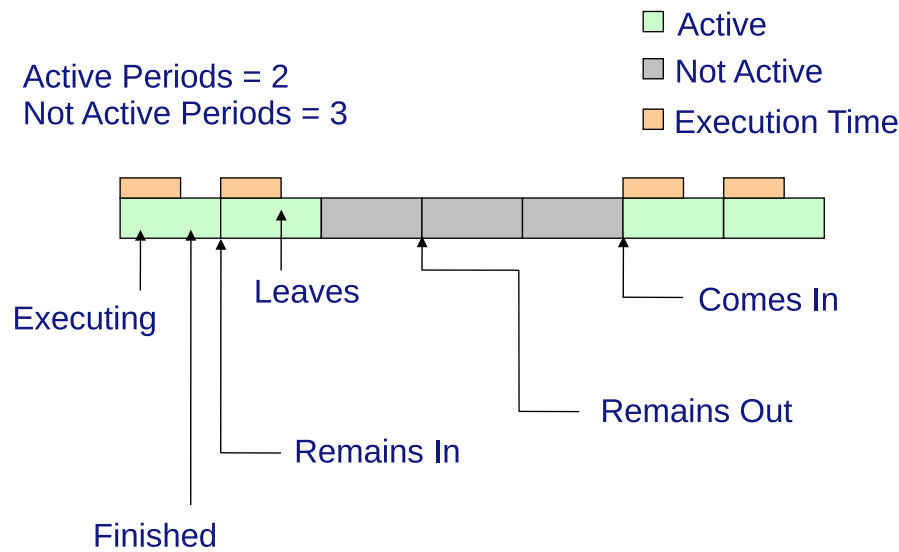 Active
Not Active
Execution Time
Active Periods = 2
Not Active Periods = 3
Executing
Leaves
Comes In
Remains Out
Remains In
Finished